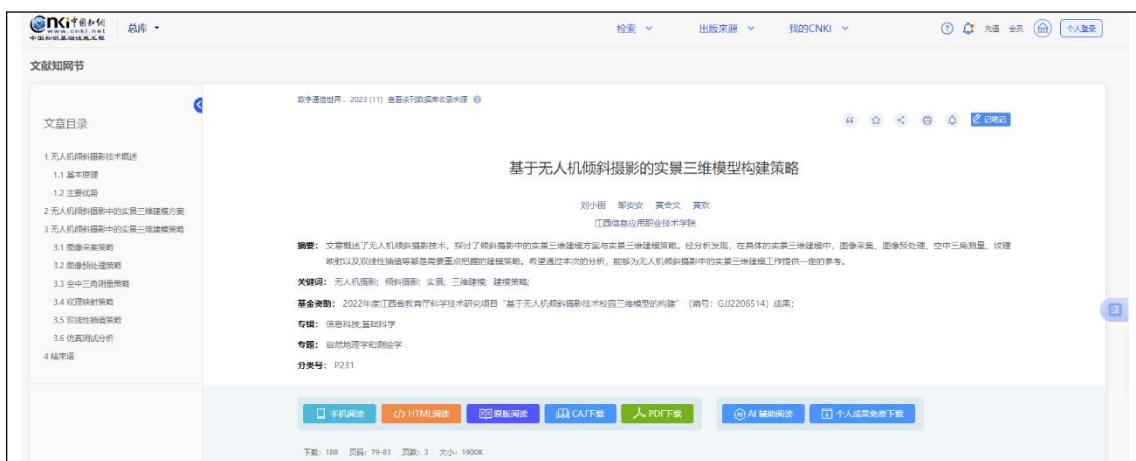 Cnki中国知网
www.cnki.net
中国知识基础设施工程
总库
检索
出版来源
我的CNKI
充值
会员
个人登录
文献知网节
文章目录
1 无人机倾斜摄影技术概述
1.1 基本原理
1.2 主要优势
2 无人机倾斜摄影中的实景三维建模方案
3 无人机倾斜摄影中的实景三维建模策略
3.1 图像采集策略
3.2 图像预处理策略
3.3 空中三角测量策略
3.4 纹理映射策略
3.5 双线性插值策略
3.6 仿真测试分析
4 结束语
数字通信世界 . 2023 (11) 查看该刊数据库收录来源
记笔记
基于无人机倾斜摄影的实景三维模型构建策略
刘小丽 邹安安 黄会文 黄欢
江西信息应用职业技术学院
摘要: 文章概述了无人机倾斜摄影技术，探讨了倾斜摄影中的实景三维建模方案与实景三维建模策略。经分析发现，在具体的实景三维建模中，图像采集、图像预处理、空中三角测量、纹理
映射以及双线性插值等都是需要重点把握的建模策略。希望通过本次的分析，能够为无人机倾斜摄影中的实景三维建模工作提供一定的参考。
关键词: 无人机摄影; 倾斜摄影; 实景; 三维建模; 建模策略;
基金资助: 2022年度江西省教育厅科学技术研究项目“基于无人机倾斜摄影技术校园三维模型的构建”（编号：GJJ2206514）成果;
专辑: 信息科技;基础科学
专题: 自然地理学和测绘学
分类号: P231
手机阅读
HTML阅读
原版阅读
CAJ下载
PDF下载
AI 辅助阅读
个人成果免费下载
下载: 188 页码: 79-81 页数: 3 大小: 1900K
译